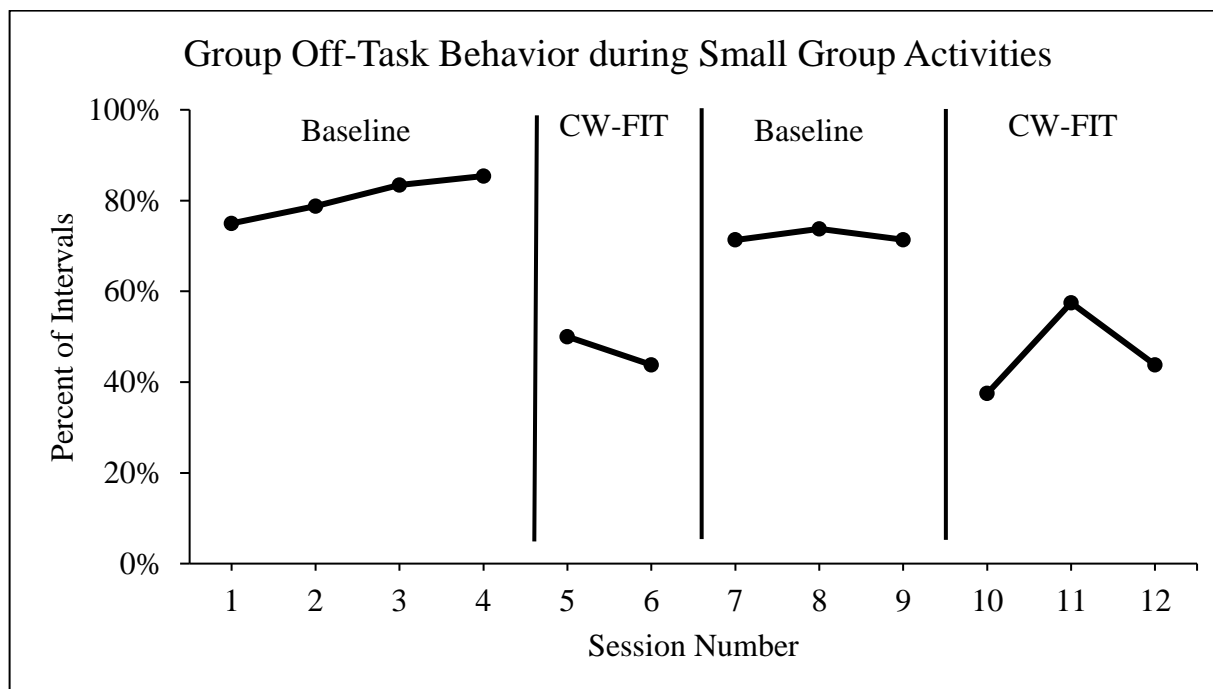 Group Off-Task Behavior during Small Group Activities
100%
Baseline
CW-FIT
Baseline
CW-FIT
80%
60%
40%
20%
0%
Percent of Intervals
1 2 3 4 5 6 7 8 9 10 11 12
Session Number